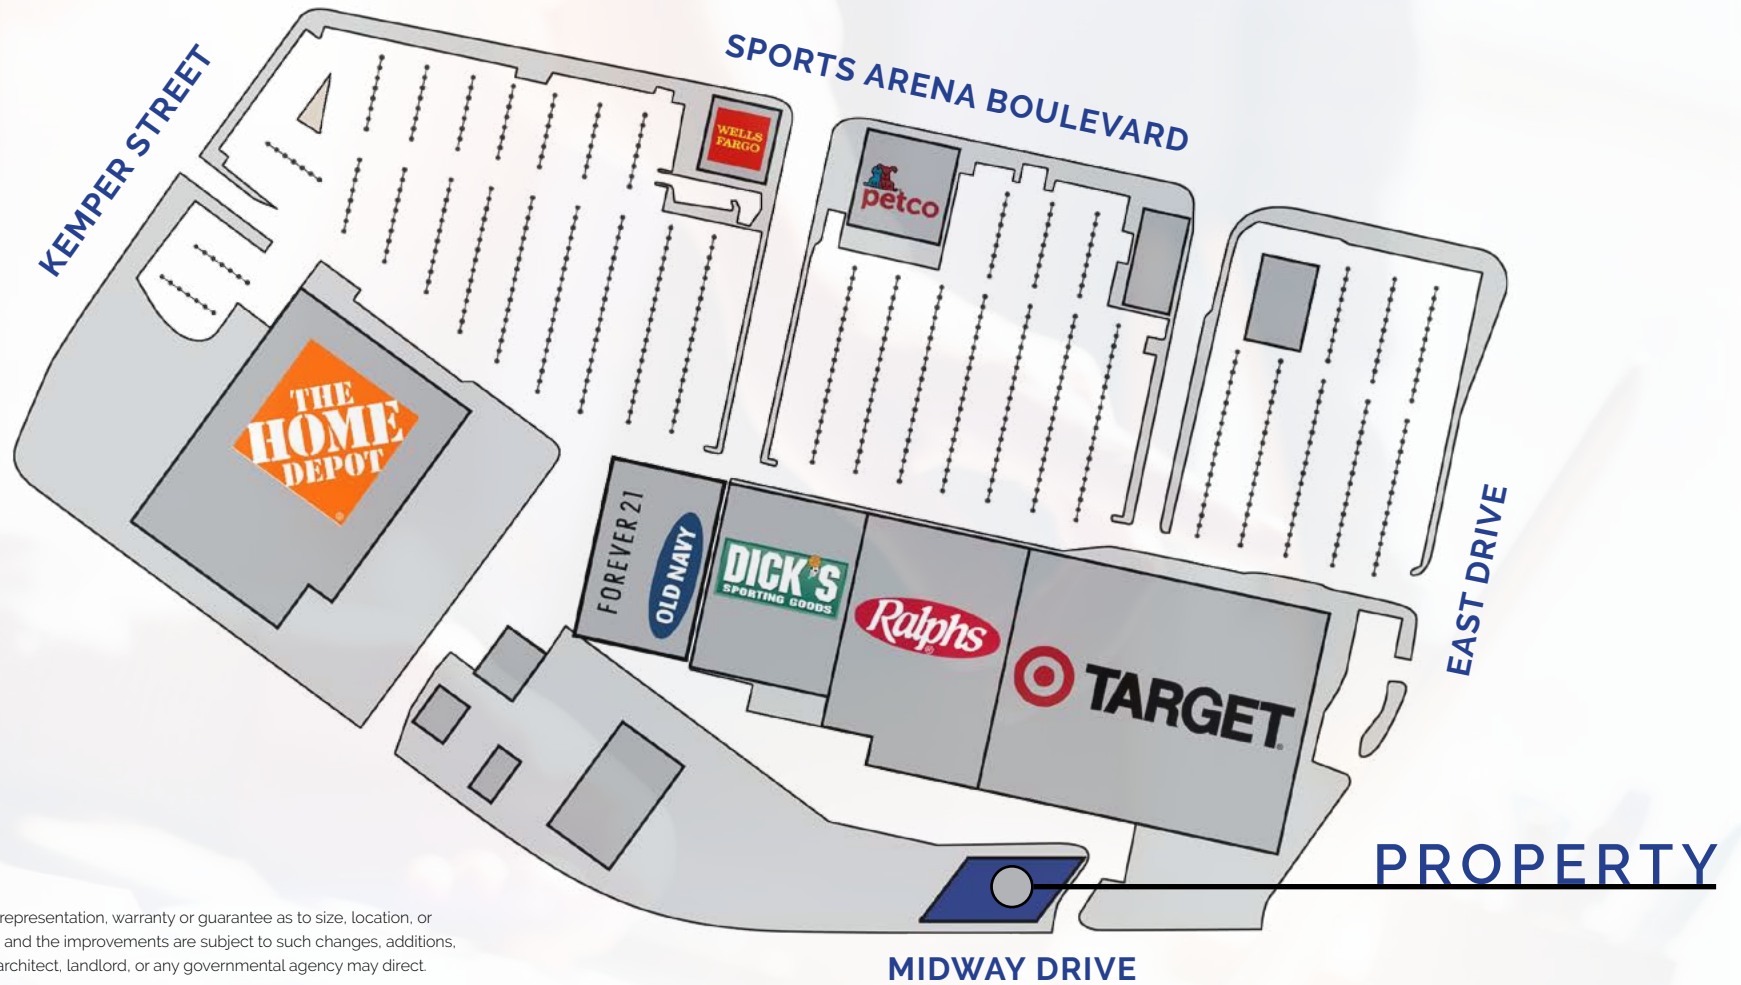 SPORTS ARENA BOULEVARD
KEMPER STREET
WELLS
FARGO
petco
THE
HOME
DEPOT
®
FOREVER 21
OLD NAVY
DICK'S
SPORTING GOODS
Ralphs
®
TARGET
EAST DRIVE
PROPERTY
representation, warranty or guarantee as to size, location, or
and the improvements are subject to such changes, additions,
architect, landlord, or any governmental agency may direct.
MIDWAY DRIVE